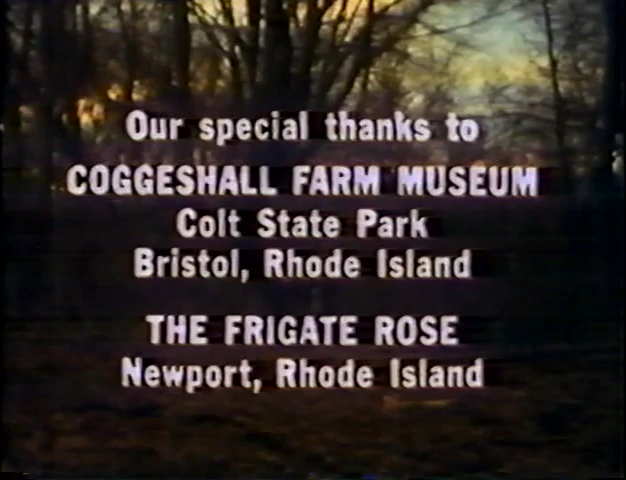 Our special thanks to
COGGESHALL FARM MUSEUM
Colt State Park
Bristol, Rhode Island
THE FRIGATE ROSE
Newport, Rhode Island